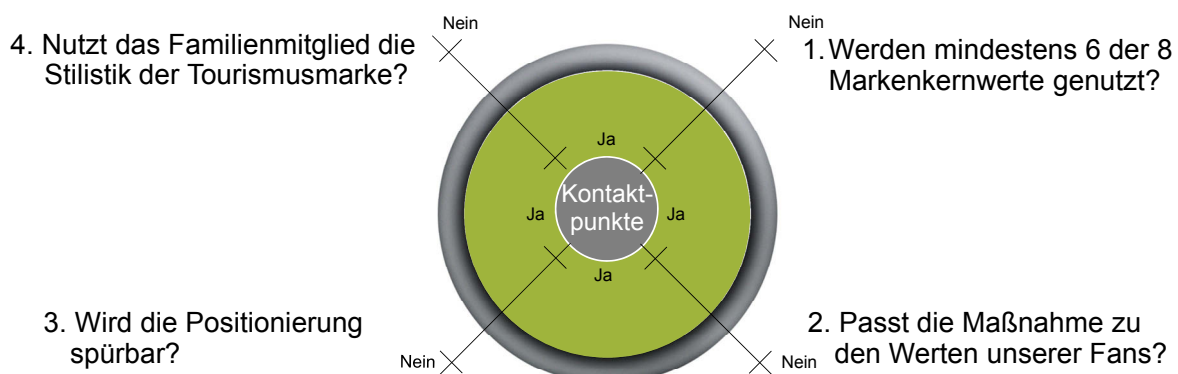 Nein
Nein
4. Nutzt das Familienmitglied die
Stilistik der Tourismusmarke?
1.Werden mindestens 6 der 8
Markenkernwerte genutzt?
Ja
Kontakt-
punkte
Ja
Ja
Ja
3. Wird die Positionierung
spürbar?
2. Passt die Maßnahme zu
den Werten unserer Fans?
Nein
Nein